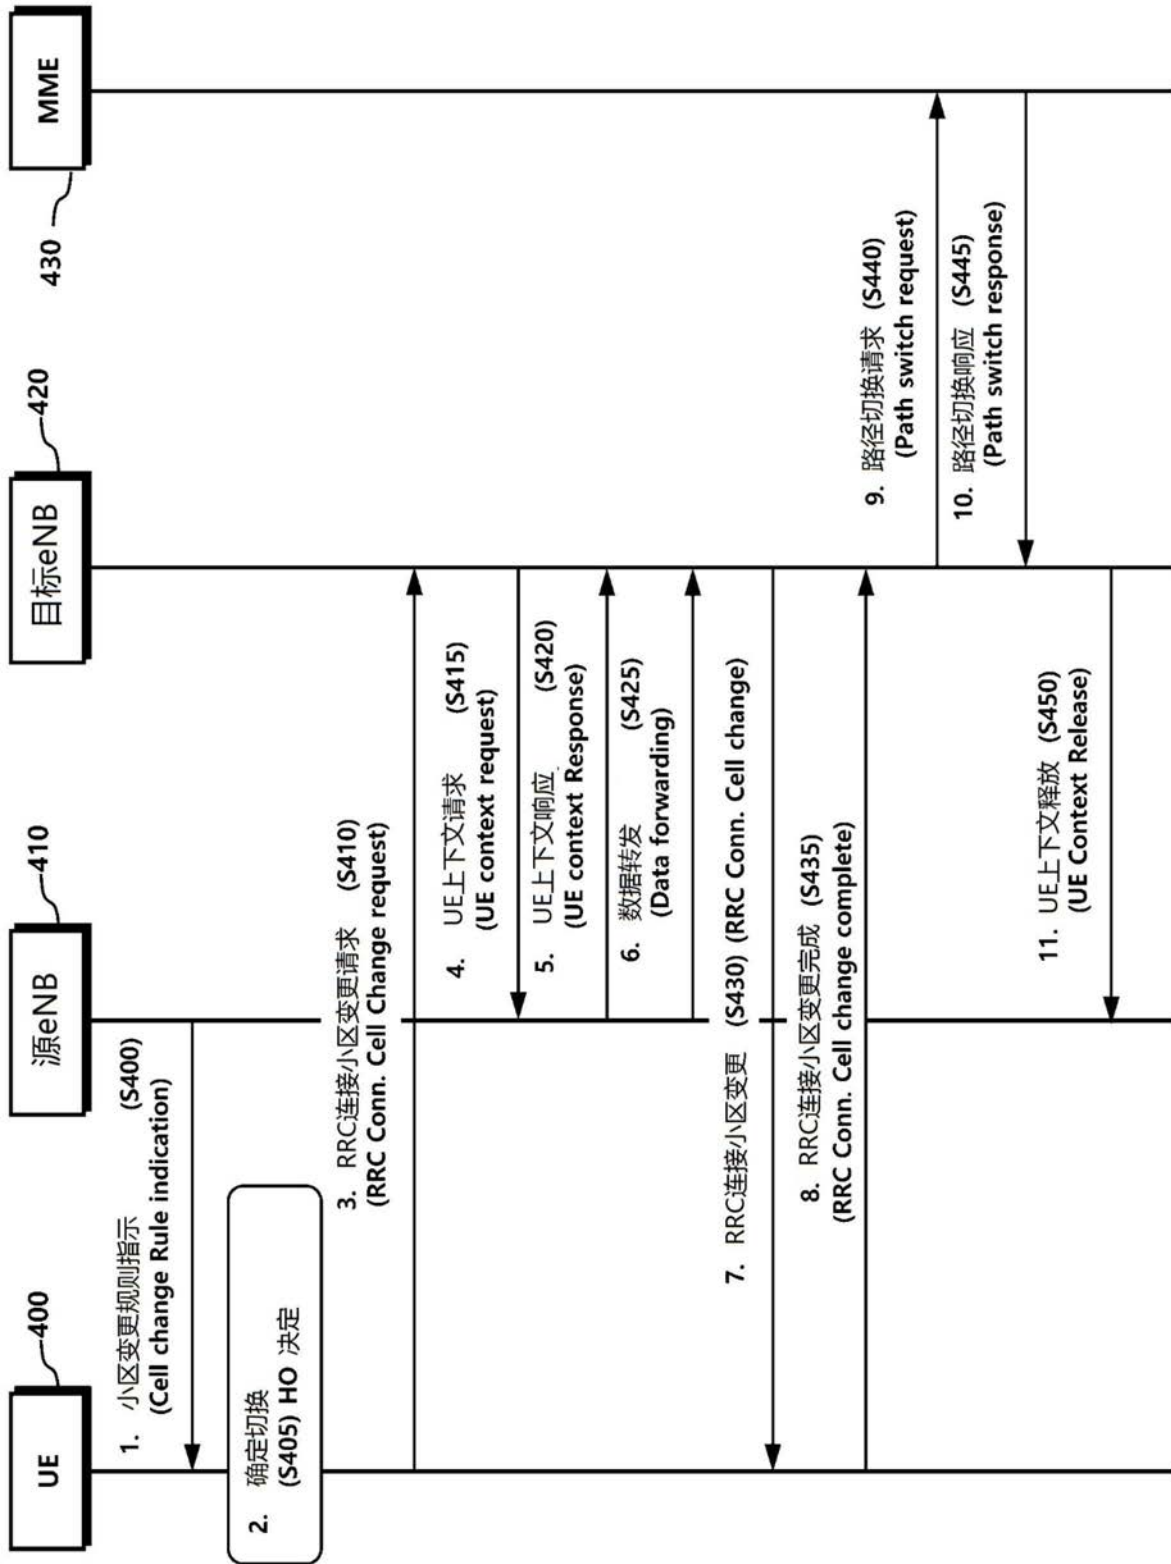 UE
400
源eNB
410
目标eNB
420
MME
430
1. 小区变更规则指示 (S400)
(Cell change Rule indication)
2. 确定切换
(S405) HO 决定
3. RRC连接小区变更请求 (S410)
(RRC Conn. Cell Change request)
4. UE上下文请求 (S415)
(UE context request)
5. UE上下文响应 (S420)
(UE context Response)
6. 数据转发 (S425)
(Data forwarding)
7. RRC连接小区变更 (S430) (RRC Conn. Cell change)
8. RRC连接小区变更完成 (S435)
(RRC Conn. Cell change complete)
9. 路径切换请求 (S440)
(Path switch request)
10. 路径切换响应 (S445)
(Path switch response)
11. UE上下文释放 (S450)
(UE Context Release)